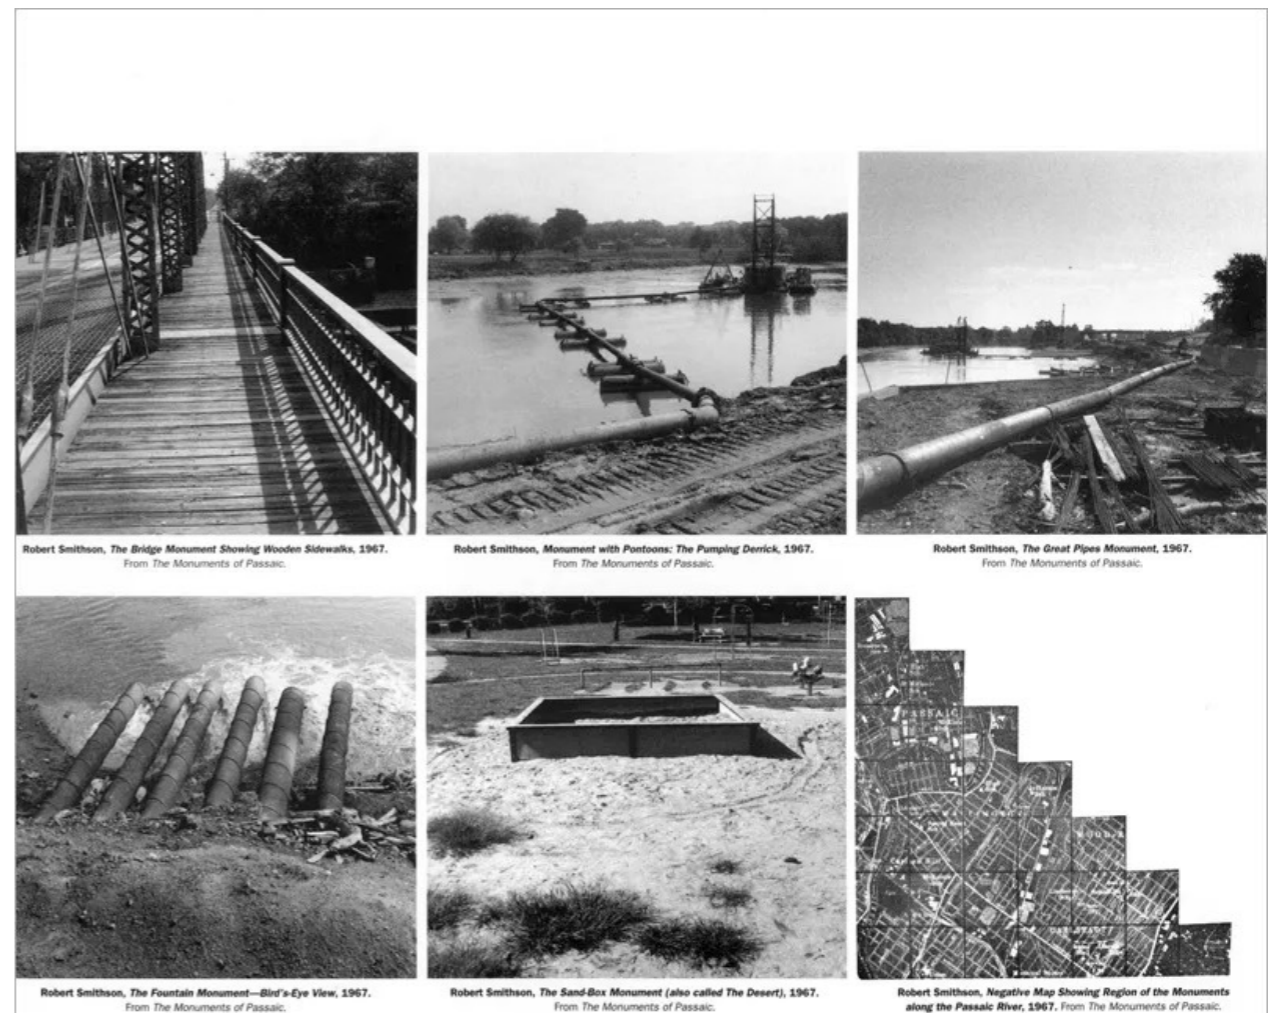 Robert Smithson, The Bridge Monument Showing Wooden Sidewalks, 1967.
From The Monuments of Passaic.
Robert Smithson, Monument with Pontoons: The Pumping Derrick, 1967.
From The Monuments of Passaic.
Robert Smithson, The Great Pipes Monument, 1967.
From The Monuments of Passaic.
PASSAIC
Robert Smithson, The Fountain Monument—Bird's-Eye View, 1967.
From The Monuments of Passaic.
Robert Smithson, The Sand-Box Monument (also called The Desert), 1967.
From The Monuments of Passaic.
Robert Smithson, Negative Map Showing Region of the Monuments
along the Passaic River, 1967. From The Monuments of Passaic.